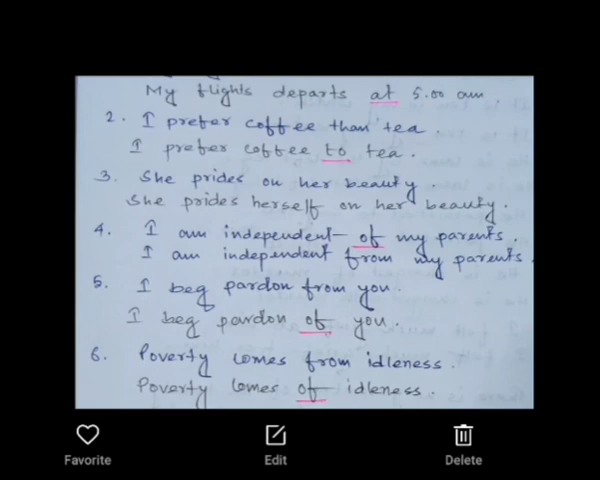 My flights departs at 5.00 am
2. I prefer coffee than tea
I prefer coffee to tea.
3. She prides on her beauty.
She prides herself on her beauty.
4. I am independent of my parents.
I am independent from my parents.
5. I beg pardon from you.
I beg pardon of you.
6. Poverty comes from idleness.
Poverty comes of idleness.
Favorite
Edit
Delete